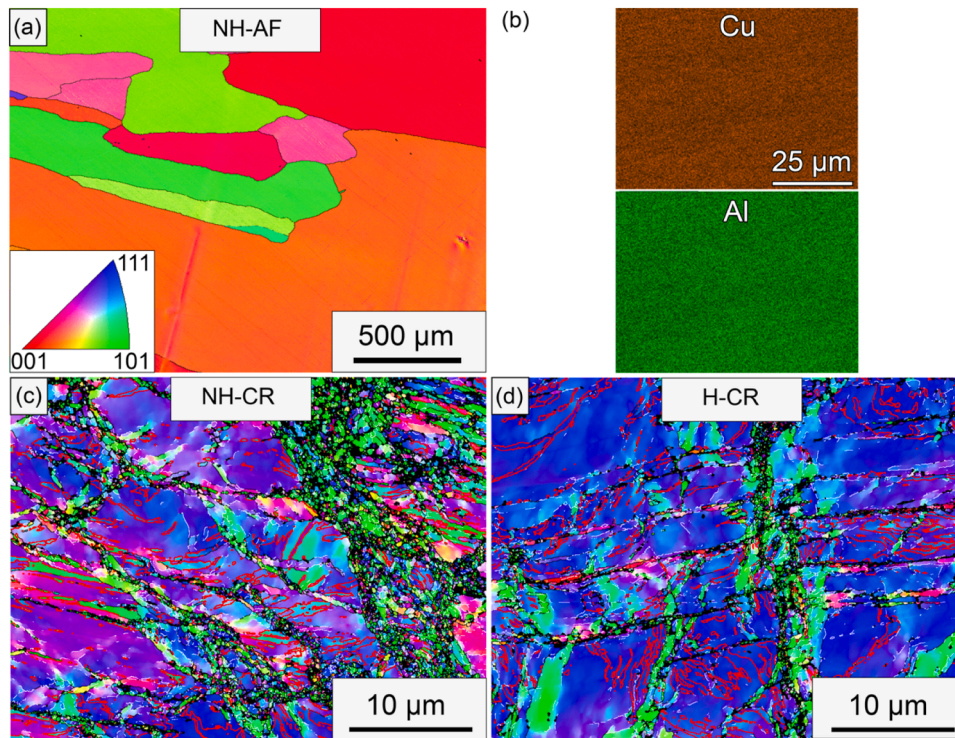 (a)
NH-AF
111
001
101
500 µm
(b)
Cu
25 µm
Al
(c)
NH-CR
10 µm
(d)
H-CR
10 µm